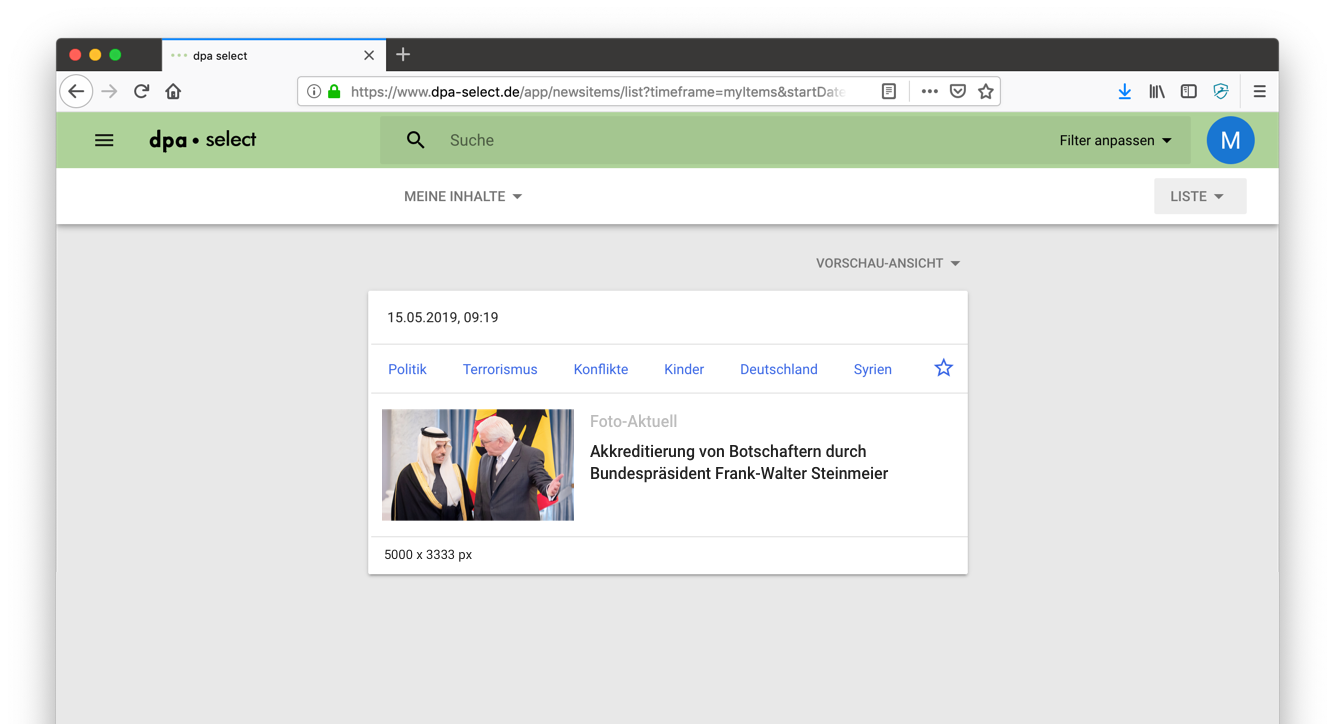 dpa select
https://www.dpa-select.de/app/newsitems/list?timeframe=myItems&startDate
dpa • select
Suche
Filter anpassen
M
MEINE INHALTE
LISTE
VORSCHAU-ANSICHT
15.05.2019, 09:19
Politik Terrorismus Konflikte Kinder Deutschland Syrien
Foto-Aktuell
Akkreditierung von Botschaftern durch
Bundespräsident Frank-Walter Steinmeier
5000 x 3333 px